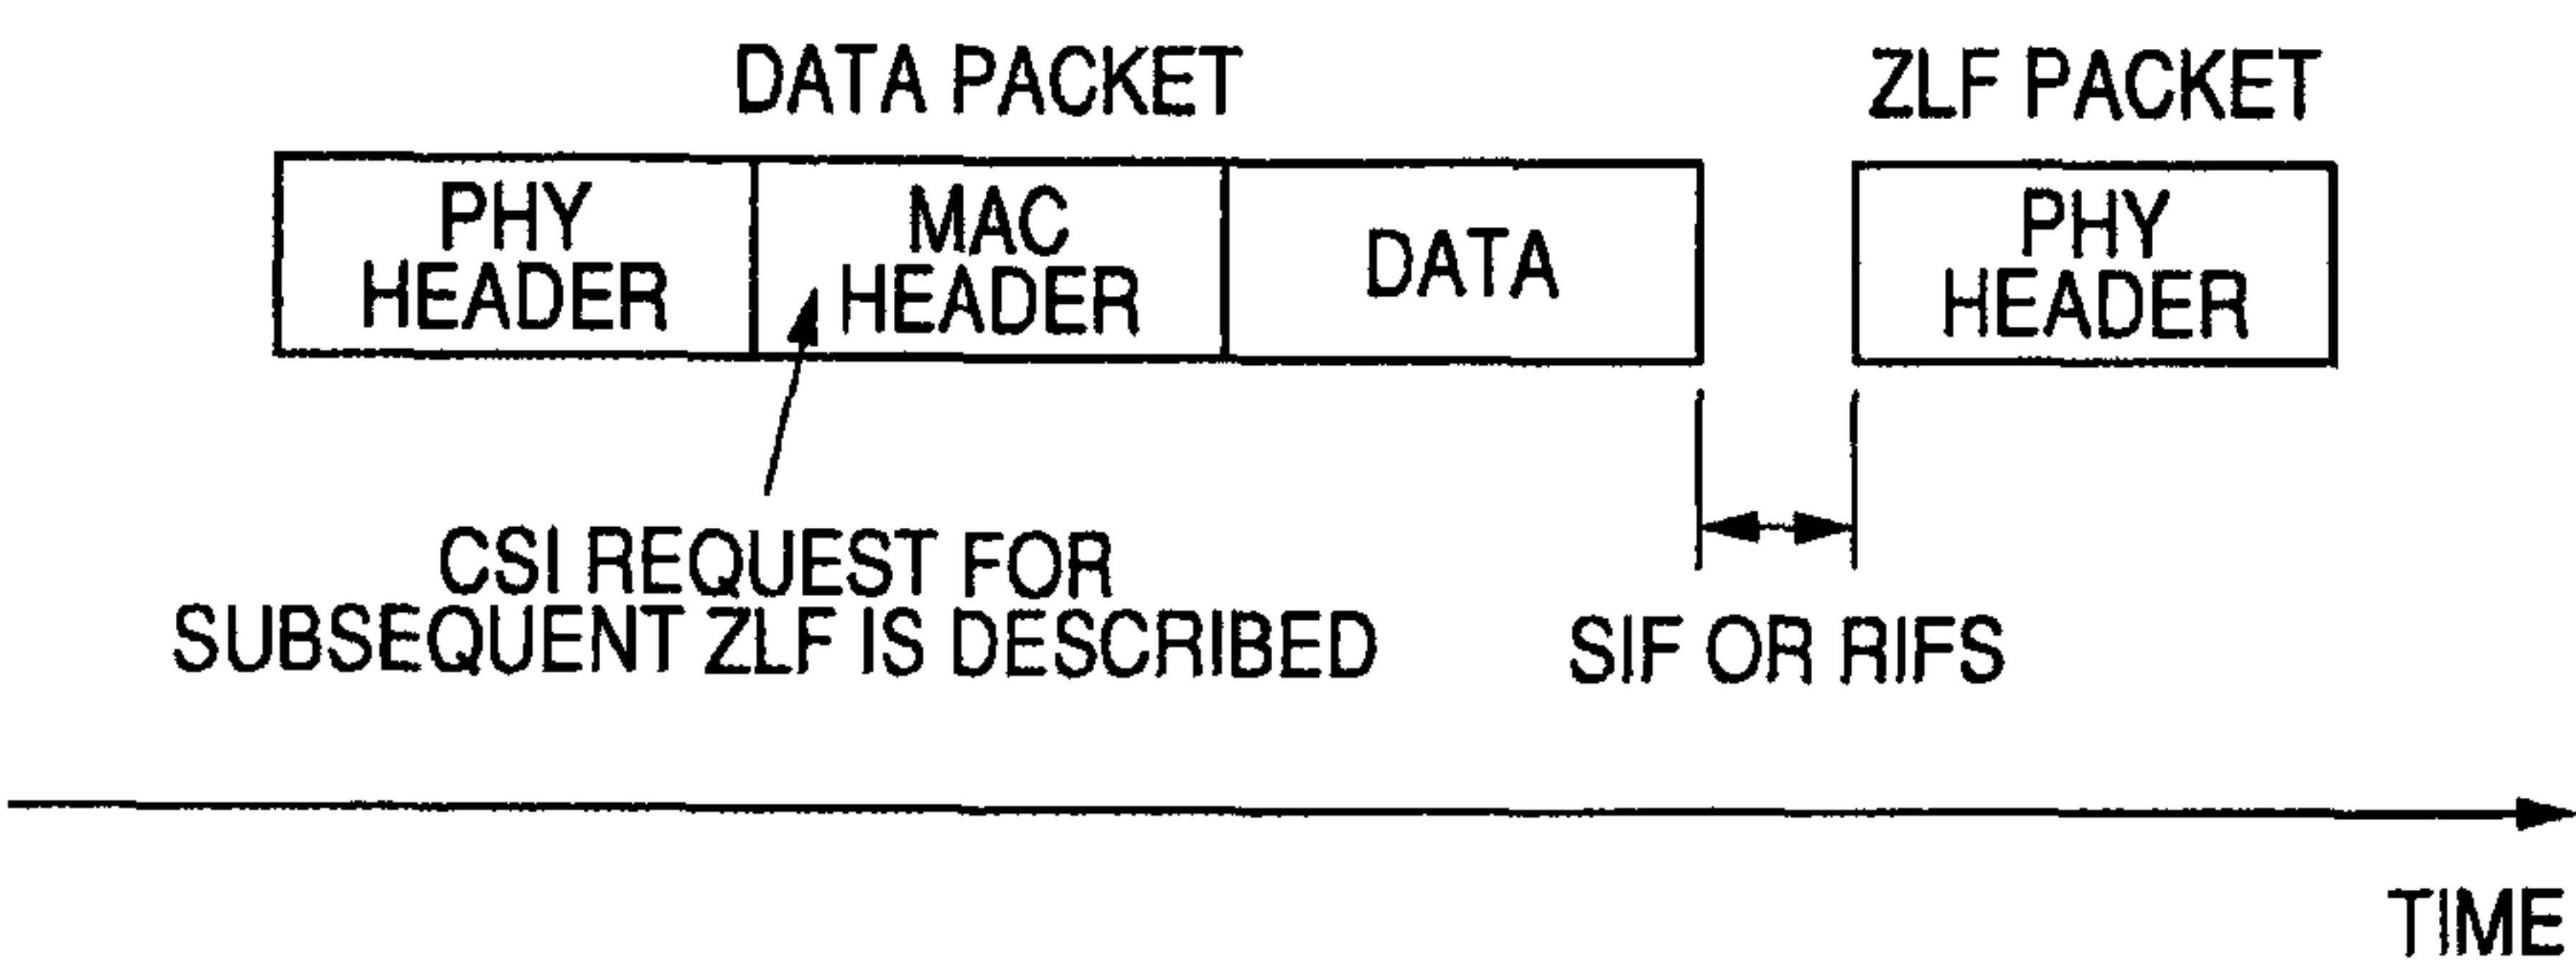 DATA PACKET
ZLF PACKET
PHY
HEADER
MAC
HEADER
DATA
PHY
HEADER
CSI REQUEST FOR
SUBSEQUENT ZLF IS DESCRIBED
SIF OR RIFS
TIME